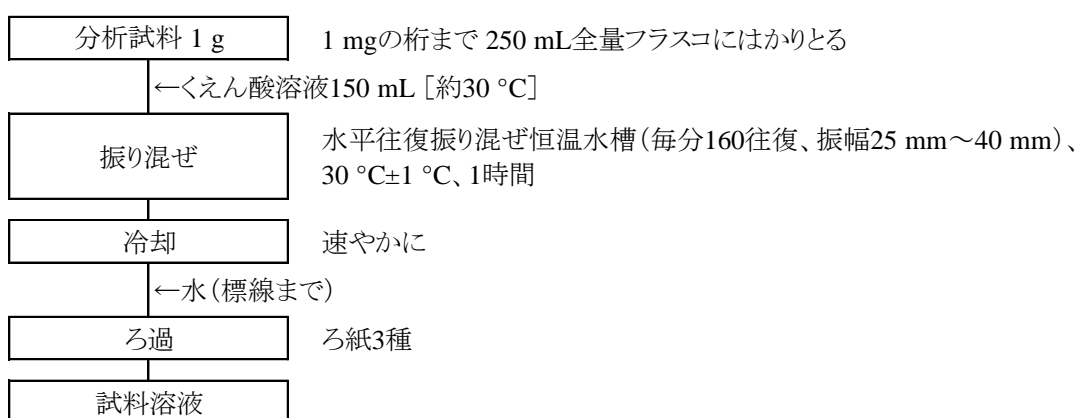 分析試料 1 g
1 mgの桁まで 250 mL全量フラスコにはかりとる
←くえん酸溶液150 mL [約30 °C]
振り混ぜ
水平往復振り混ぜ恒温水槽(毎分160往復、振幅25 mm~40 mm)、
30 °C±1 °C、1時間
冷却
速やかに
←水(標線まで)
ろ過
ろ紙3種
試料溶液